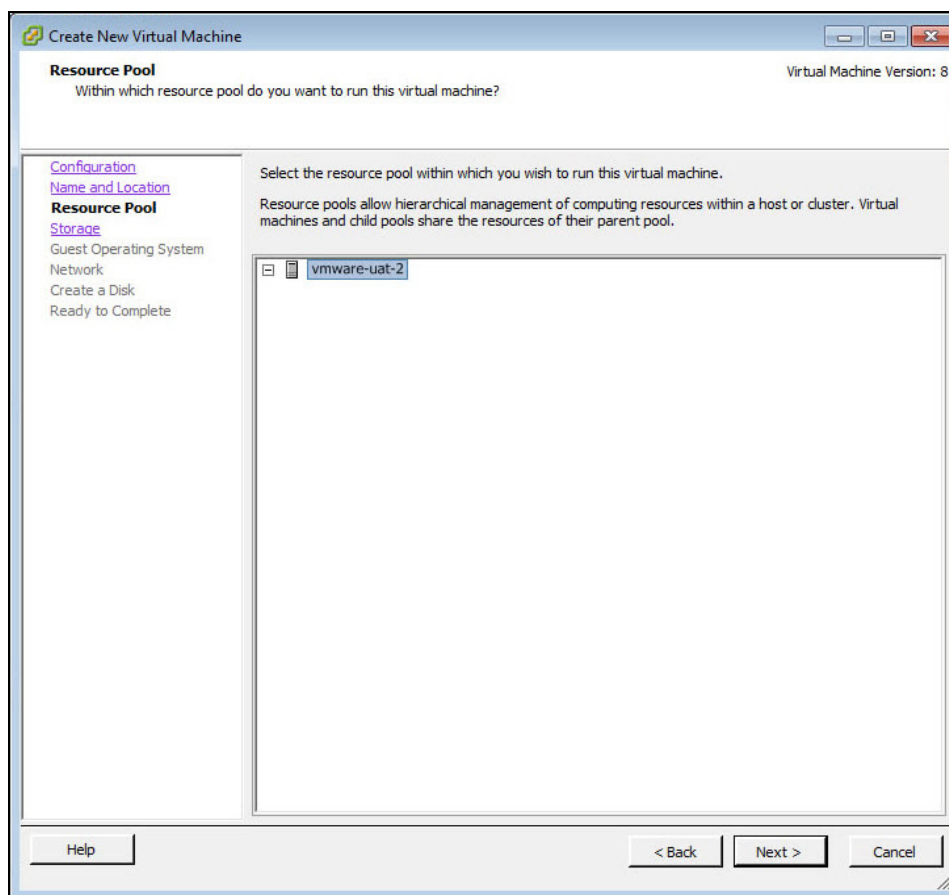 Create New Virtual Machine
Resource Pool
Within which resource pool do you want to run this virtual machine?
Virtual Machine Version: 8
Configuration
Name and Location
Resource Pool
Storage
Guest Operating System
Network
Create a Disk
Ready to Complete
Select the resource pool within which you wish to run this virtual machine.
Resource pools allow hierarchical management of computing resources within a host or cluster. Virtual
machines and child pools share the resources of their parent pool.
vmware-uat-2
Help
< Back
Next >
Cancel